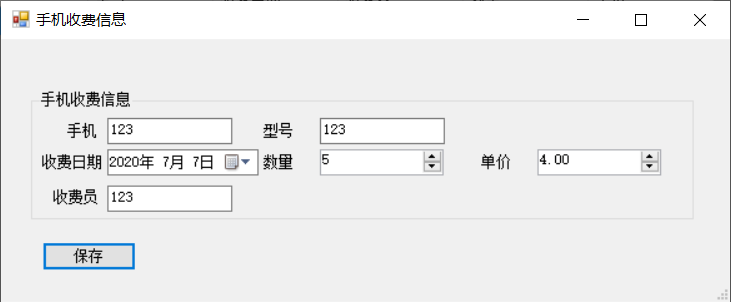 手机收费信息
手机收费信息
手机 123 型号 123
收费日期 2020年 7月 7日 数量 5 单价 4.00
收费员 123
保存